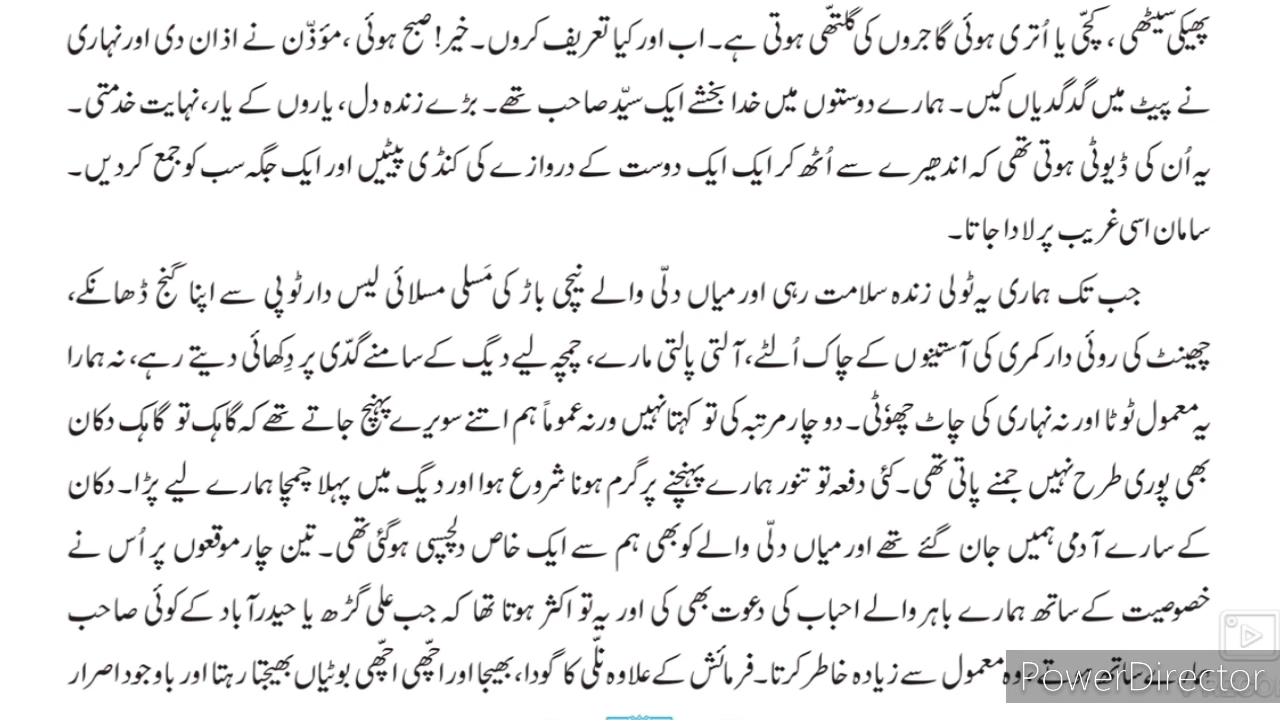 پھیکی سیٹھی، کچّی یا اُتری ہوئی گاجروں کی گلتھّی ہوتی ہے۔ اب اور کیا تعریف کروں۔ خیر! صبح ہوئی، مؤذّن نے اذان دی اور نہاری
نے پیٹ میں گدگدیاں کیں۔ ہمارے دوستوں میں خدا بخشے ایک سیّد صاحب تھے۔ بڑے زندہ دل، یاروں کے یار، نہایت خدمتی۔
یہ اُن کی ڈیوٹی ہوتی تھی کہ اندھیرے سے اُٹھ کر ایک ایک دوست کے دروازے کی کنڈی پیٹیں اور ایک جگہ سب کو جمع کردیں۔
سامان اسی غریب پر لادا جاتا۔
جب تک ہماری یہ ٹولی زندہ سلامت رہی اور میاں دلّی والے نیچی باڑ کی مَسلی مسلائی لیس دار ٹوپی سے اپنا گنج ڈھانکے،
چھینٹ کی روئی دار کمری کی آستینوں کے چاک اُلٹے، آلتی پالتی مارے، چمچہ لیے دیگ کے سامنے گدّی پر دِکھائی دیتے رہے، نہ ہمارا
یہ معمول ٹوٹا اور نہ نہاری کی چاٹ چھوٗٹی۔ دو چار مرتبہ کی تو کہتا نہیں ورنہ عموماً ہم اتنے سویرے پہنچ جاتے تھے کہ گاہک تو گاہک دکان
بھی پوری طرح نہیں جمنے پاتی تھی۔ کئی دفعہ تو تنور ہمارے پہنچنے پر گرم ہونا شروع ہوا اور دیگ میں پہلا چمچا ہمارے لیے پڑا۔ دکان
کے سارے آدمی ہمیں جان گئے تھے اور میاں دلّی والے کو بھی ہم سے ایک خاص دلچسپی ہوگئی تھی۔ تین چار موقعوں پر اُس نے
خصوصیت کے ساتھ ہمارے باہر والے احباب کی دعوت بھی کی اور یہ تو اکثر ہوتا تھا کہ جب علی گڑھ یا حیدرآباد کے کوئی صاحب
معمول سے زیادہ خاطر کرتا۔ فرمائش کے علاوہ نلّی کا گودا، بھیجا اور اچھّی اچھّی بوٹیاں بھیجتا رہتا اور باوجود اصرار
PowerDirector